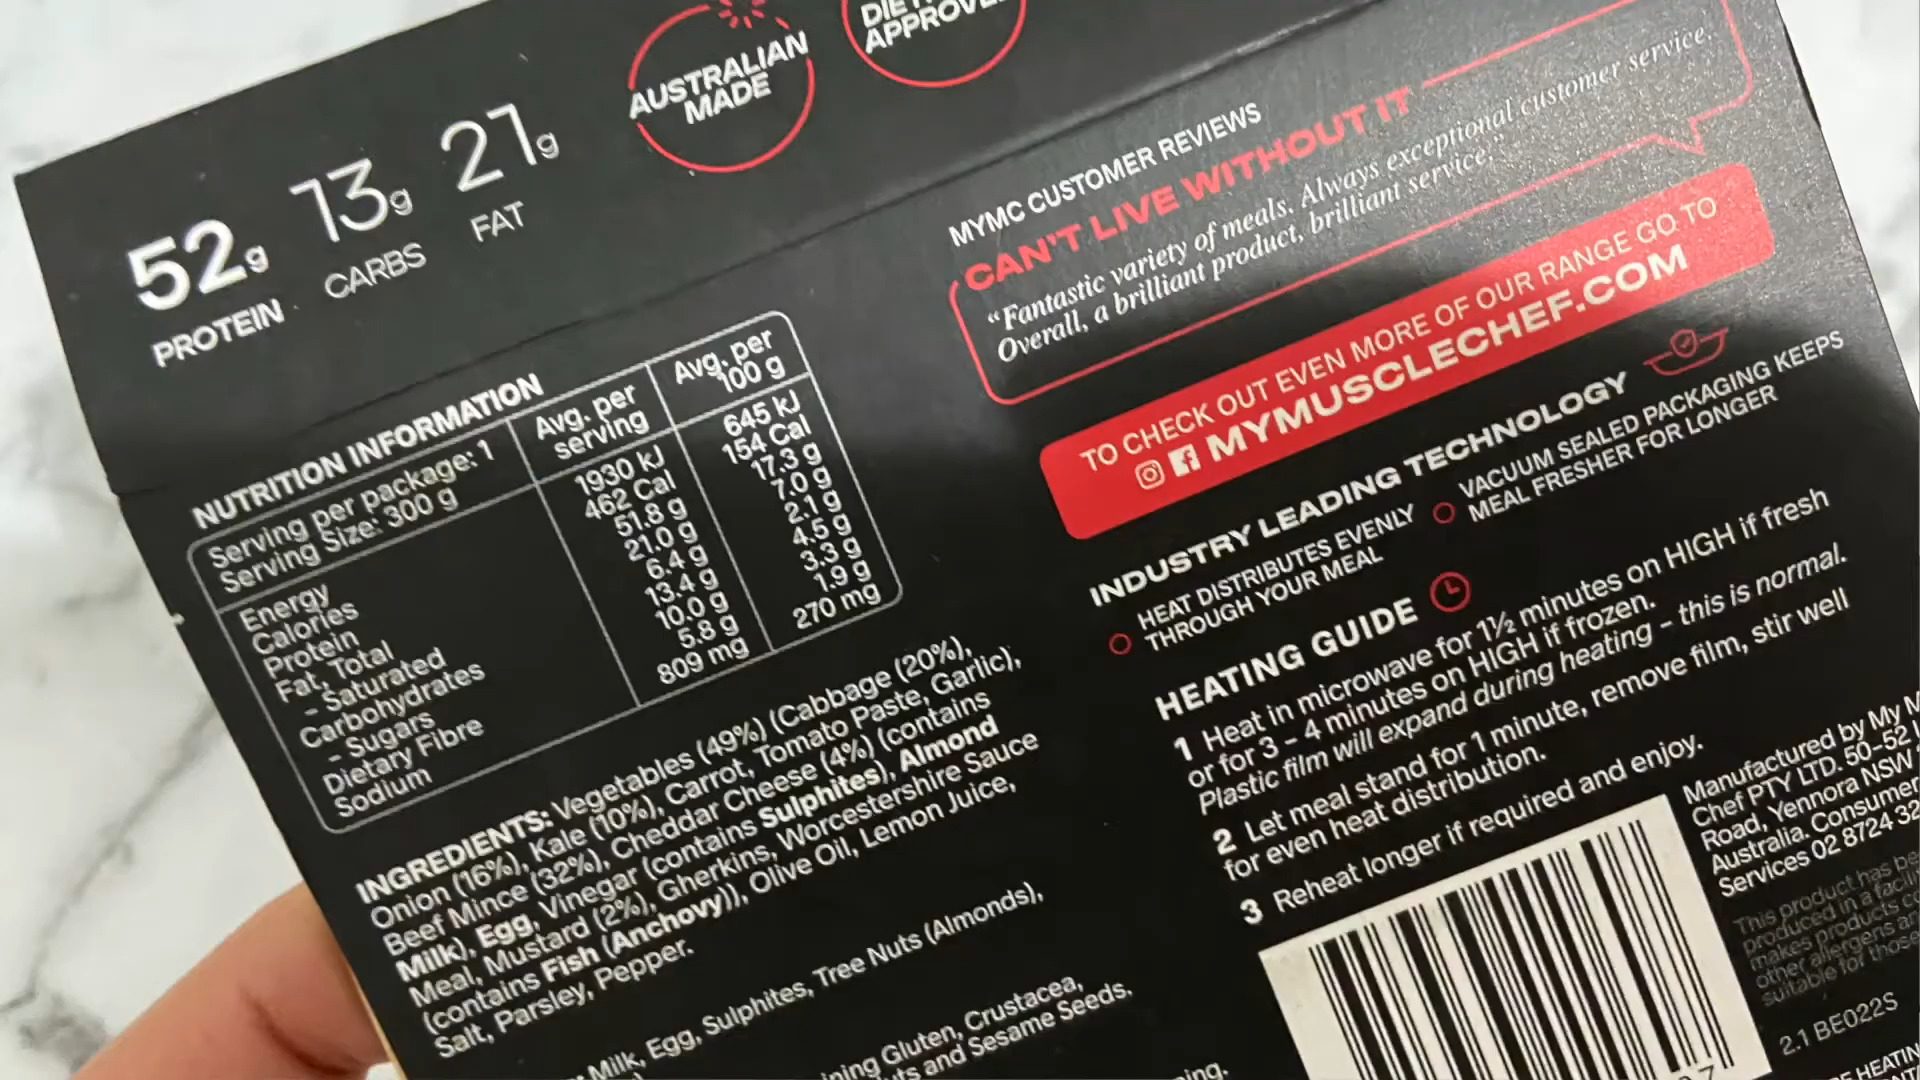 AUSTRALIAN
MADE
APPROVED
52g
PROTEIN
13g
CARBS
21g
FAT
NUTRITION INFORMATION
Serving per package: 1
Serving Size: 300 g
Avg. per
serving
Avg. per
100 g
Energy 1930 kJ 645 kJ
Calories 462 Cal 154 Cal
Protein 51.8 g 17.3 g
Fat, Total 21.0 g 7.0 g
- Saturated 6.4 g 2.1 g
Carbohydrates 13.4 g 4.5 g
- Sugars 10.0 g 3.3 g
Dietary Fibre 5.8 g 1.9 g
Sodium 809 mg 270 mg
INGREDIENTS: Vegetables (49%) (Cabbage (20%),
Onion (16%), Kale (10%), Carrot, Tomato Paste, Garlic),
Beef Mince (32%), Cheddar Cheese (4%) (contains
Milk), Egg, Vinegar (contains Sulphites), Almond
Meal, Mustard (2%), Gherkins, Worcestershire Sauce
(contains Fish (Anchovy)), Olive Oil, Lemon Juice,
Salt, Parsley, Pepper.
Milk, Egg, Sulphites, Tree Nuts (Almonds),
Gluten, Crustacea,
and Sesame Seeds.
MYMC CUSTOMER REVIEWS
CAN'T LIVE WITHOUT IT
“Fantastic variety of meals. Always exceptional customer service.
Overall, a brilliant product, brilliant service.”
TO CHECK OUT EVEN MORE OF OUR RANGE GO TO
MYMUSCLECHEF.COM
INDUSTRY LEADING TECHNOLOGY
HEAT DISTRIBUTES EVENLY
THROUGH YOUR MEAL
VACUUM SEALED PACKAGING KEEPS
MEAL FRESHER FOR LONGER
HEATING GUIDE
1 Heat in microwave for 1½ minutes on HIGH if fresh
or for 3 – 4 minutes on HIGH if frozen.
Plastic film will expand during heating – this is normal.
2 Let meal stand for 1 minute, remove film, stir well
for even heat distribution.
3 Reheat longer if required and enjoy.
Manufactured by My
Chef PTY LTD. 50-52
Road, Yennora NSW
Australia. Consumer
Services 02 8724 32
This product has
produced in a
makes products
other allergens
suitable for those
2.1 BE022S